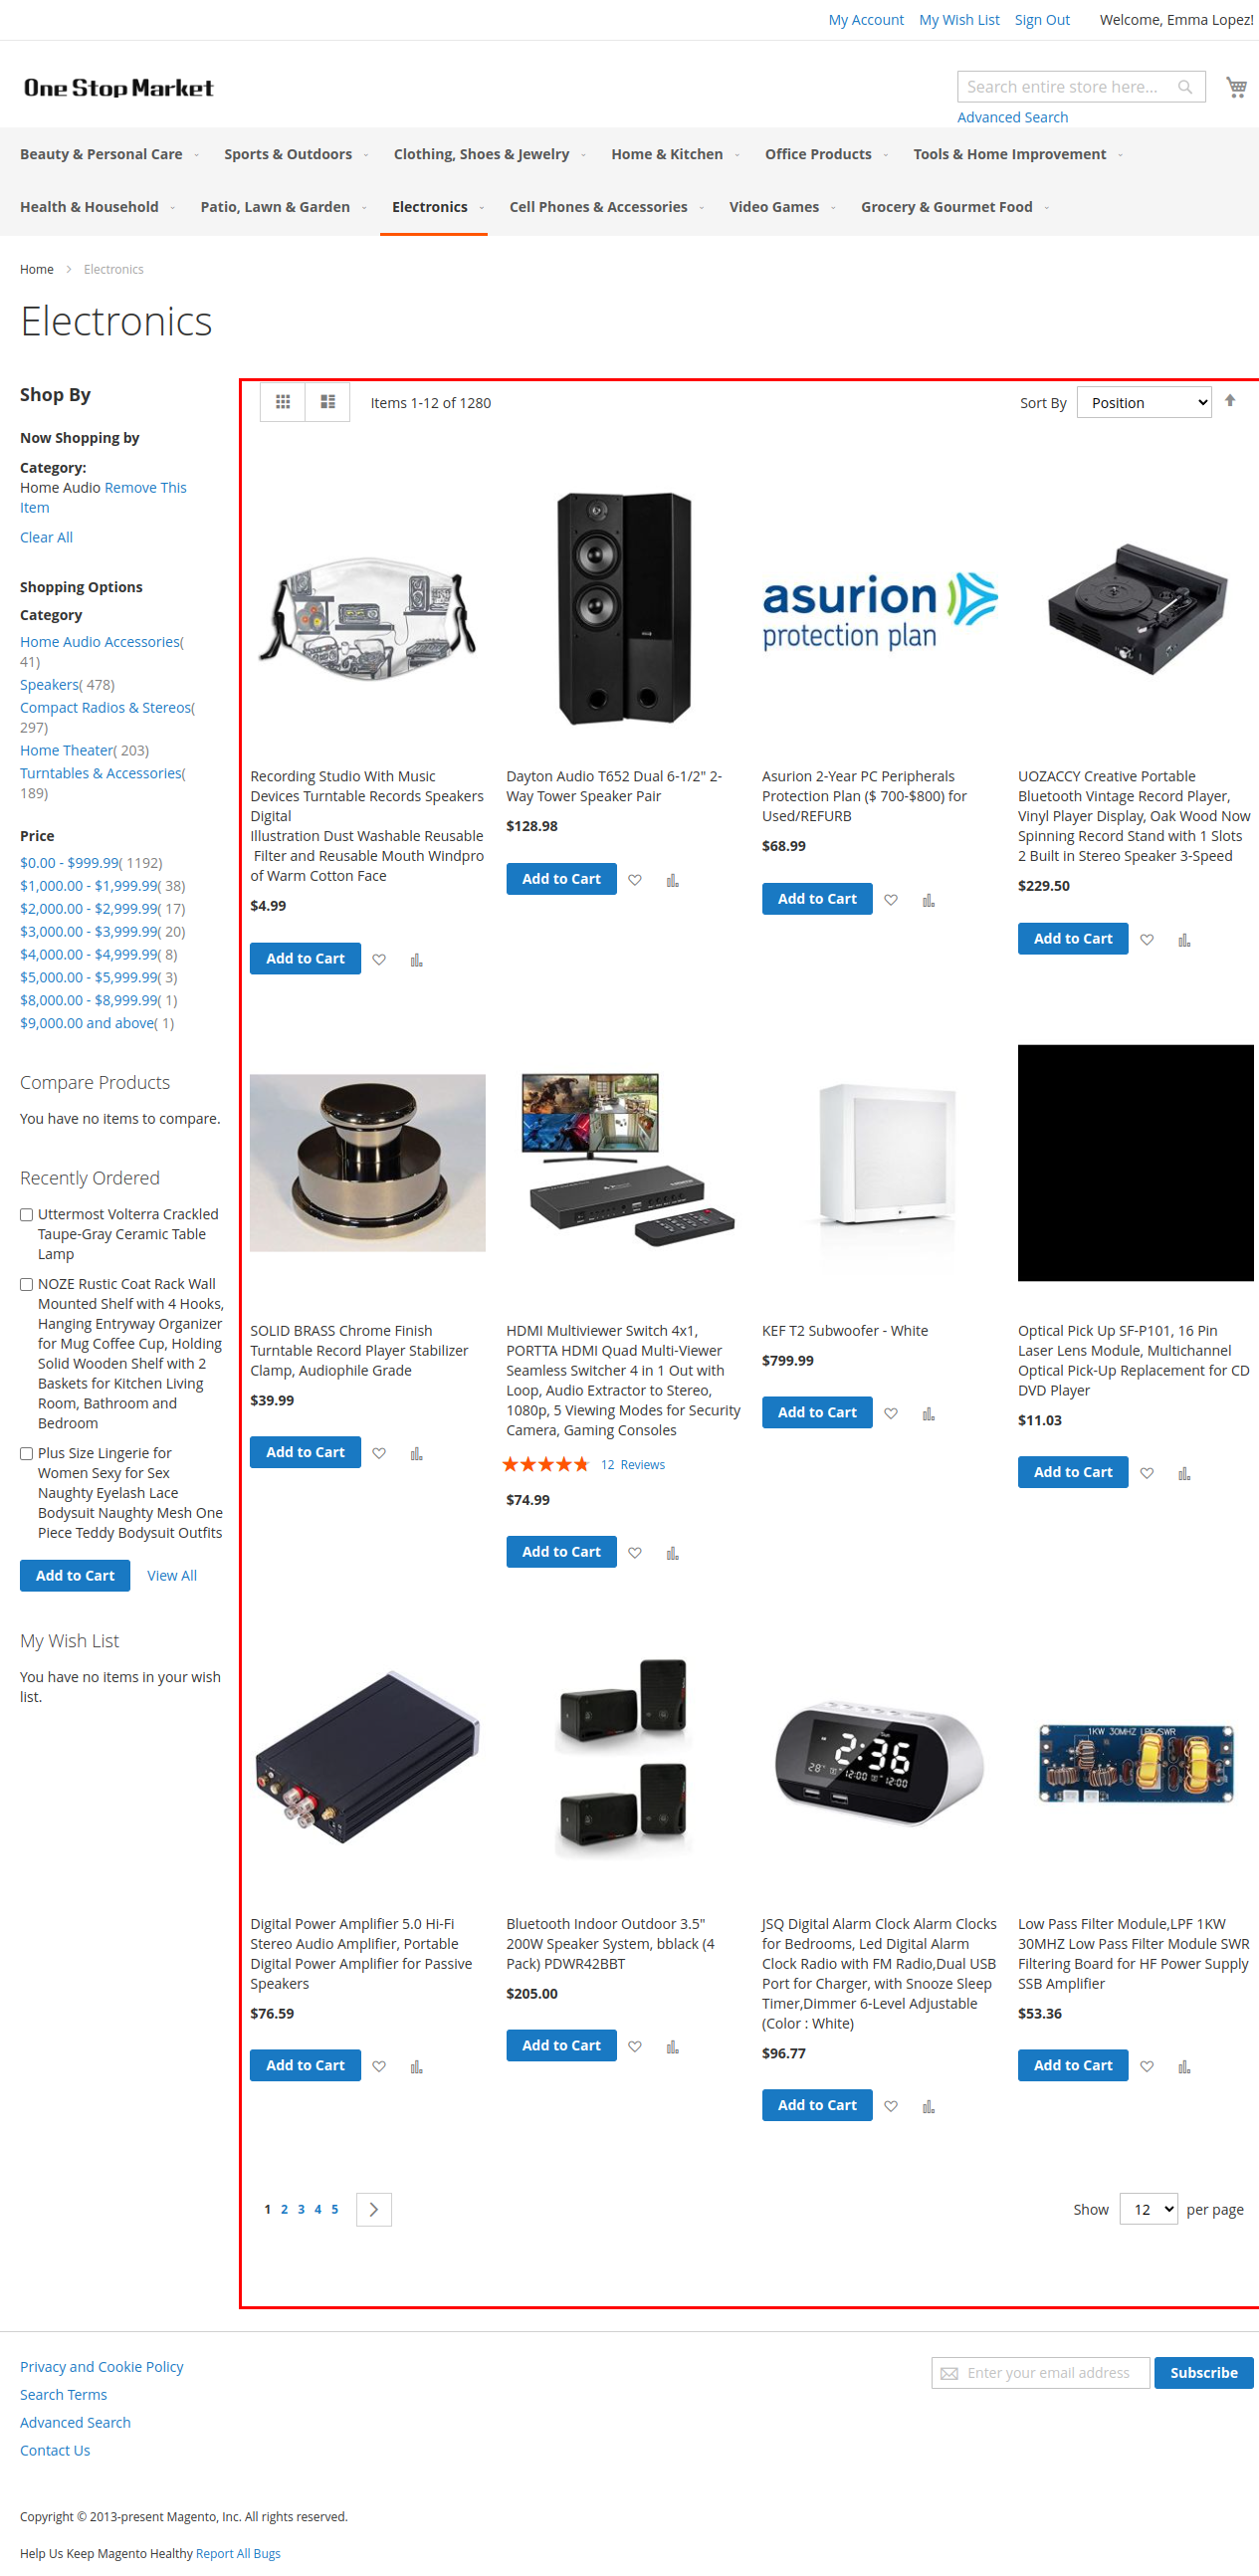 My Account My Wish List Sign Out Welcome, Emma Lopez!
One Stop Market
Search entire store here...
Advanced Search
Beauty & Personal Care Sports & Outdoors Clothing, Shoes & Jewelry Home & Kitchen Office Products Tools & Home Improvement
Health & Household Patio, Lawn & Garden Electronics Cell Phones & Accessories Video Games Grocery & Gourmet Food
Home Electronics
Electronics
Shop By
Now Shopping by
Category:
Home Audio Remove This
Item
Clear All
Shopping Options
Category
Home Audio Accessories(
41)
Speakers( 478)
Compact Radios & Stereos(
297)
Home Theater( 203)
Turntables & Accessories(
189)
Price
$0.00 - $999.99( 1192)
$1,000.00 - $1,999.99( 38)
$2,000.00 - $2,999.99( 17)
$3,000.00 - $3,999.99( 20)
$4,000.00 - $4,999.99( 8)
$5,000.00 - $5,999.99( 3)
$8,000.00 - $8,999.99( 1)
$9,000.00 and above( 1)
Compare Products
You have no items to compare.
Recently Ordered
Uttermost Volterra Crackled
Taupe-Gray Ceramic Table
Lamp
NOZE Rustic Coat Rack Wall
Mounted Shelf with 4 Hooks,
Hanging Entryway Organizer
for Mug Coffee Cup, Holding
Solid Wooden Shelf with 2
Baskets for Kitchen Living
Room, Bathroom and
Bedroom
Plus Size Lingerie for
Women Sexy for Sex
Naughty Eyelash Lace
Bodysuit Naughty Mesh One
Piece Teddy Bodysuit Outfits
Add to Cart View All
My Wish List
You have no items in your wish
list.
Items 1-12 of 1280
Sort By Position
Recording Studio With Music
Devices Turntable Records Speakers
Digital
Illustration Dust Washable Reusable
Filter and Reusable Mouth Windpro
of Warm Cotton Face
$4.99
Add to Cart
Dayton Audio T652 Dual 6-1/2" 2-
Way Tower Speaker Pair
$128.98
Add to Cart
asurion
protection plan
Asurion 2-Year PC Peripherals
Protection Plan ($ 700-$800) for
Used/REFURB
$68.99
Add to Cart
UOZACCY Creative Portable
Bluetooth Vintage Record Player,
Vinyl Player Display, Oak Wood Now
Spinning Record Stand with 1 Slots
2 Built in Stereo Speaker 3-Speed
$229.50
Add to Cart
SOLID BRASS Chrome Finish
Turntable Record Player Stabilizer
Clamp, Audiophile Grade
$39.99
Add to Cart
HDMI Multiviewer Switch 4x1,
PORTTA HDMI Quad Multi-Viewer
Seamless Switcher 4 in 1 Out with
Loop, Audio Extractor to Stereo,
1080p, 5 Viewing Modes for Security
Camera, Gaming Consoles
12 Reviews
$74.99
Add to Cart
KEF T2 Subwoofer - White
$799.99
Add to Cart
Optical Pick Up SF-P101, 16 Pin
Laser Lens Module, Multichannel
Optical Pick-Up Replacement for CD
DVD Player
$11.03
Add to Cart
Digital Power Amplifier 5.0 Hi-Fi
Stereo Audio Amplifier, Portable
Digital Power Amplifier for Passive
Speakers
$76.59
Add to Cart
Bluetooth Indoor Outdoor 3.5"
200W Speaker System, bblack (4
Pack) PDWR42BBT
$205.00
Add to Cart
2:36
28° 12:00 12:00
JSQ Digital Alarm Clock Alarm Clocks
for Bedrooms, Led Digital Alarm
Clock Radio with FM Radio,Dual USB
Port for Charger, with Snooze Sleep
Timer,Dimmer 6-Level Adjustable
(Color : White)
$96.77
Add to Cart
1KW 30MHZ LPF/SWR
Low Pass Filter Module,LPF 1KW
30MHZ Low Pass Filter Module SWR
Filtering Board for HF Power Supply
SSB Amplifier
$53.36
Add to Cart
1 2 3 4 5
Show 12 per page
Privacy and Cookie Policy
Search Terms
Advanced Search
Contact Us
Enter your email address Subscribe
Copyright © 2013-present Magento, Inc. All rights reserved.
Help Us Keep Magento Healthy Report All Bugs